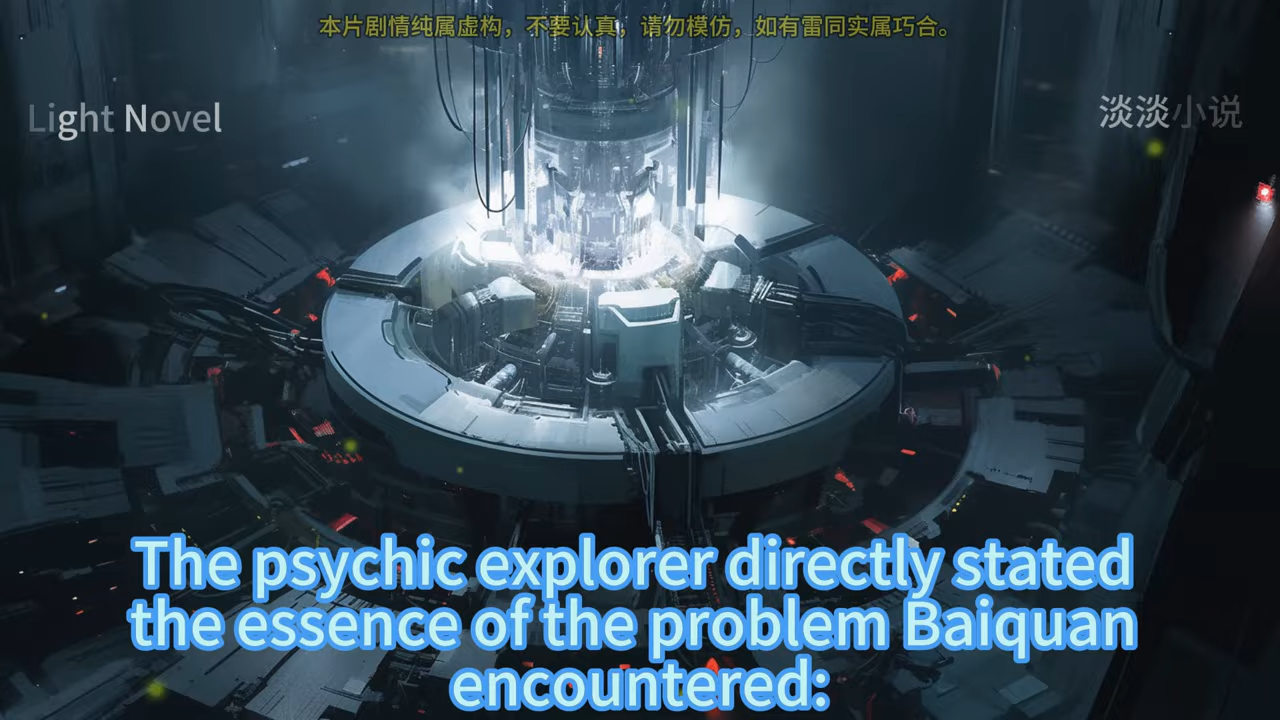 本片剧情纯属虚构，不要认真，请勿模仿，如有雷同实属巧合。
Light Novel
淡淡小说
The psychic explorer directly stated
the essence of the problem Baiquan
encountered: